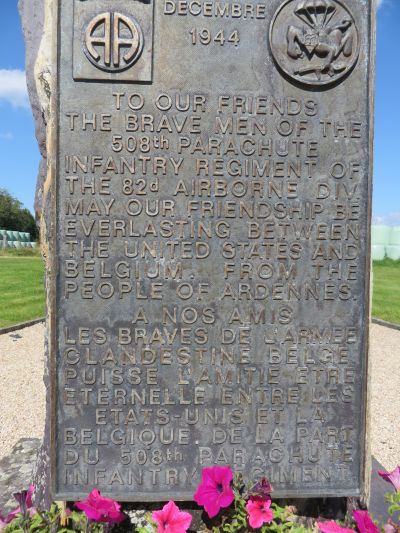 DECEMBRE
1944
AA
TO OUR FRIENDS
THE BRAVE MEN OF THE
508th PARACHUTE
INFANTRY REGIMENT OF
THE 82d AIRBORNE DIV.
MAY OUR FRIENDSHIP BE
EVERLASTING BETWEEN
THE UNITED STATES AND
BELGIUM. FROM THE
PEOPLE OF ARDENNES.
A NOS AMIS
LES BRAVES DE L'ARMEE
CLANDESTINE BELGE
PUISSE L'AMITIE ETRE
ETERNELLE ENTRE LES
ETATS-UNIS ET LA
BELGIQUE. DE LA PART
DU 508th PARACHUTE
INFANTRY REGIMENT